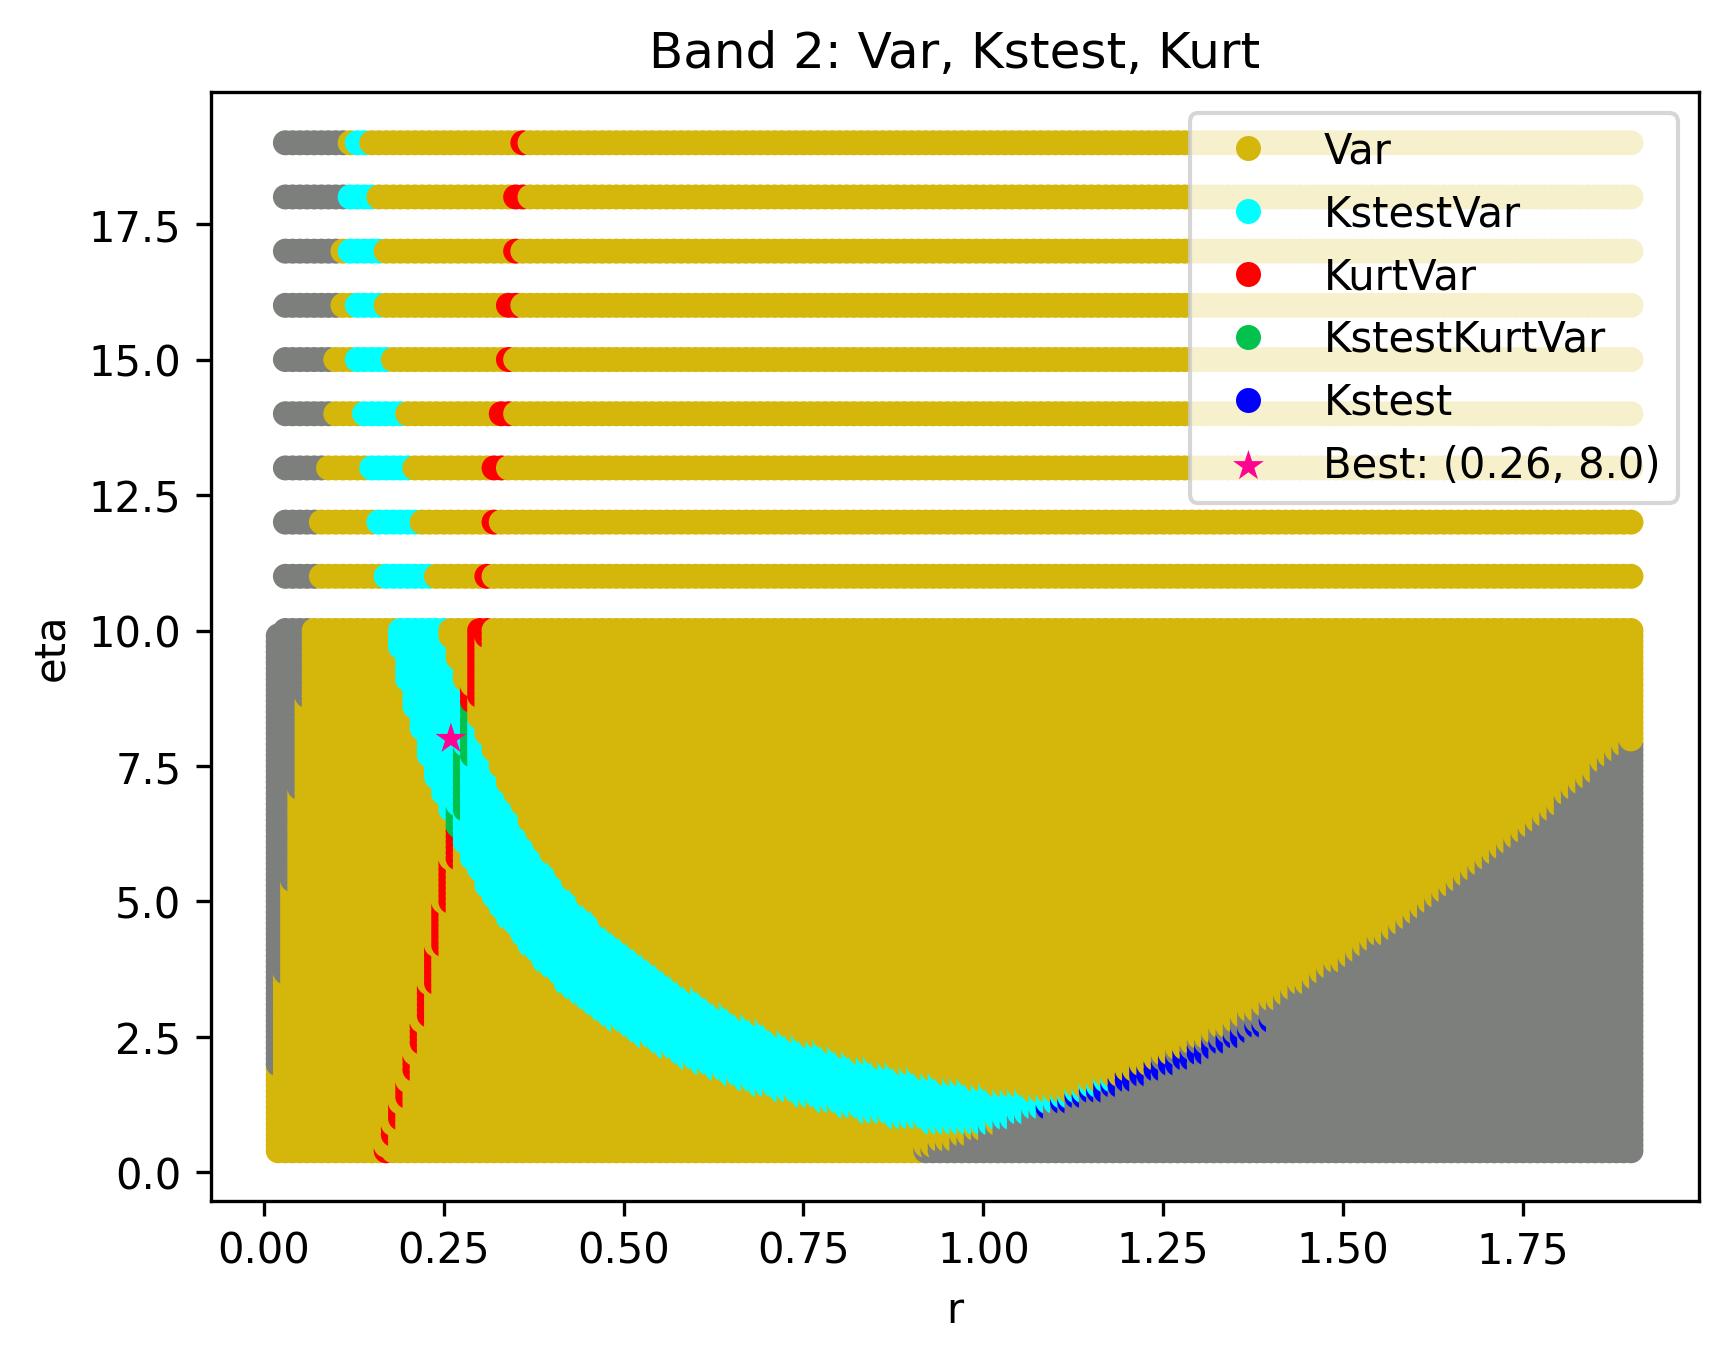 Band 2: Var, Kstest, Kurt
Var
KstestVar
KurtVar
KstestKurtVar
Kstest
Best: (0.26, 8.0)
17.5
15.0
12.5
10.0
7.5
5.0
2.5
0.0
eta
0.00 0.25 0.50 0.75 1.00 1.25 1.50 1.75
r